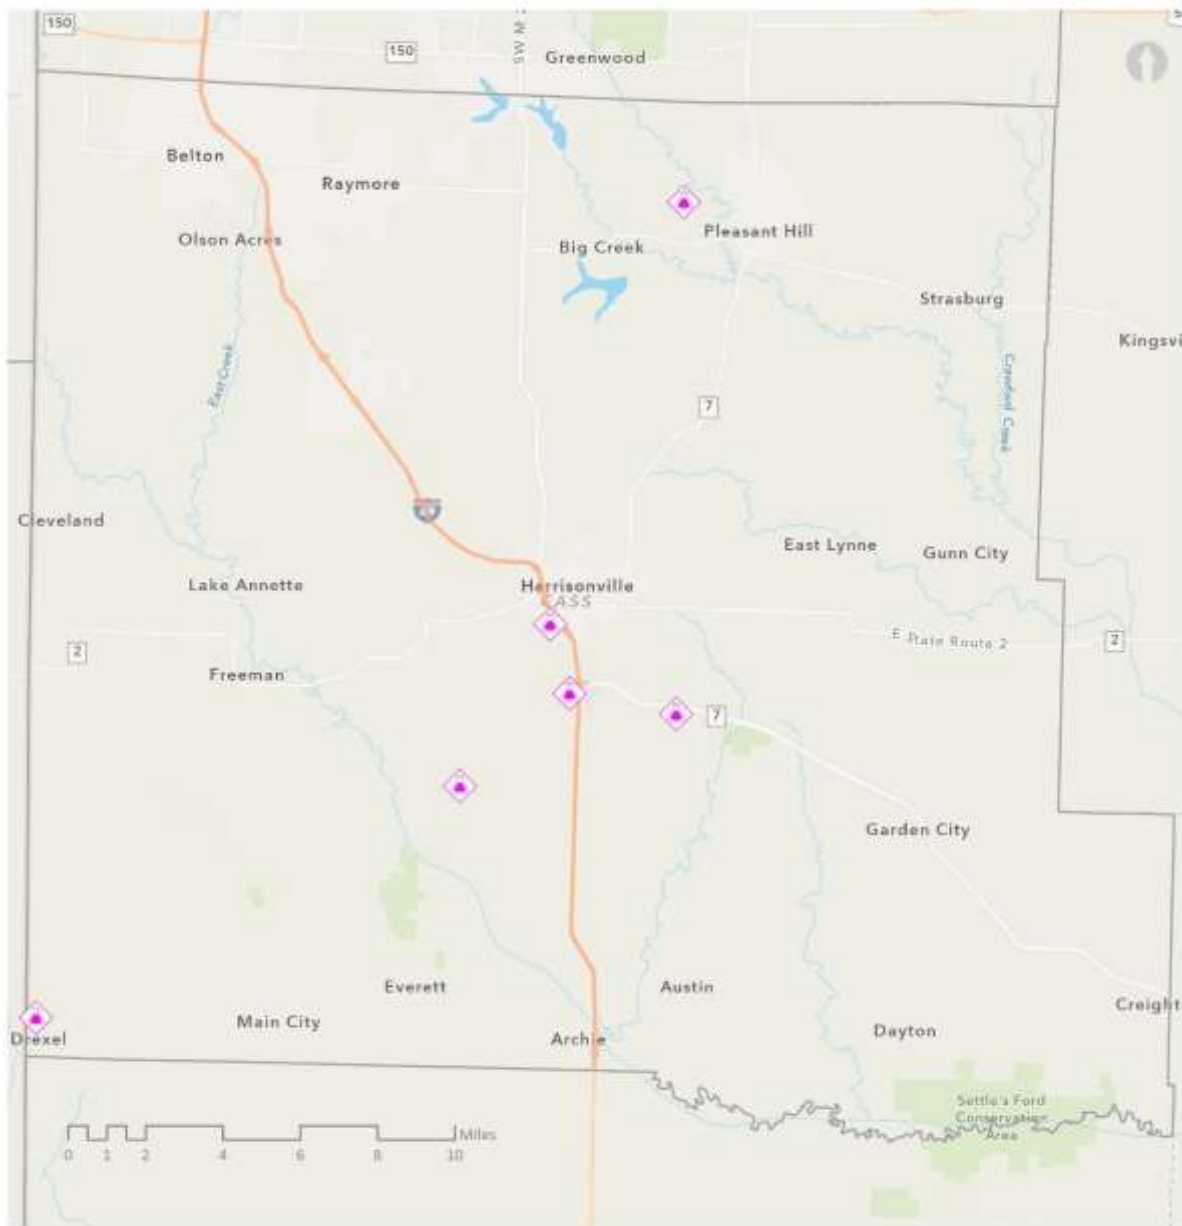 150
SW M
150
Greenwood
Belton
Raymore
Olson Acres
Big Creek
Pleasant Hill
Strasburg
Kingsvi
East Creek
Crawford Creek
7
Cleveland
East Lynne
Gunn City
Lake Annette
Harrisonville
CASS
2
E State Route 2
2
Freeman
7
Garden City
Everett
Austin
Creight
Main City
Dayton
Drexel
Archie
Settle's Ford
Conservation
Area
Miles
0 1 2 4 6 8 10